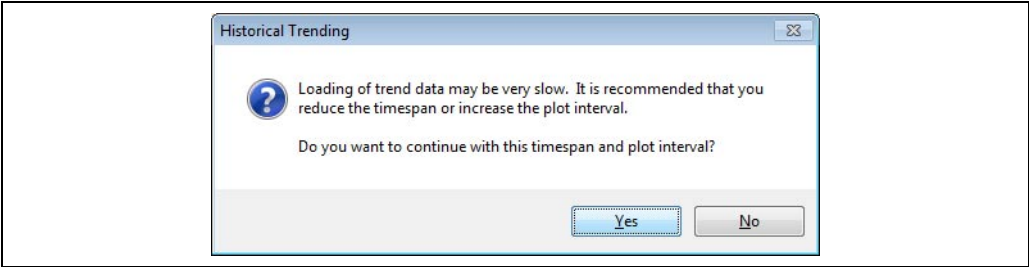 Historical Trending
Loading of trend data may be very slow.  It is recommended that you
reduce the timespan or increase the plot interval.
Do you want to continue with this timespan and plot interval?
Yes
No